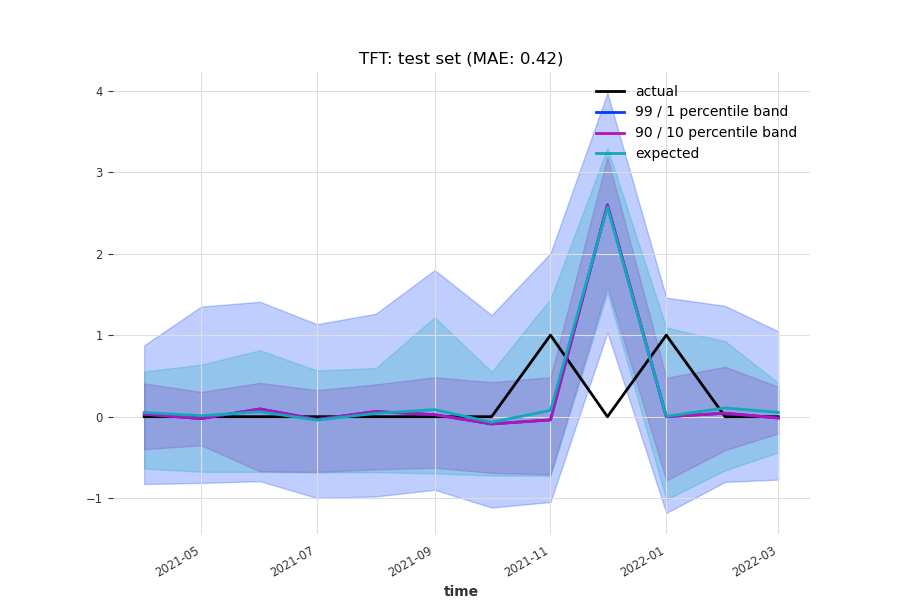 TFT: test set (MAE: 0.42)
actual
99 / 1 percentile band
90 / 10 percentile band
expected
4
3
2
1
0
−1
2021-05
2021-07
2021-09
2021-11
2022-01
2022-03
time